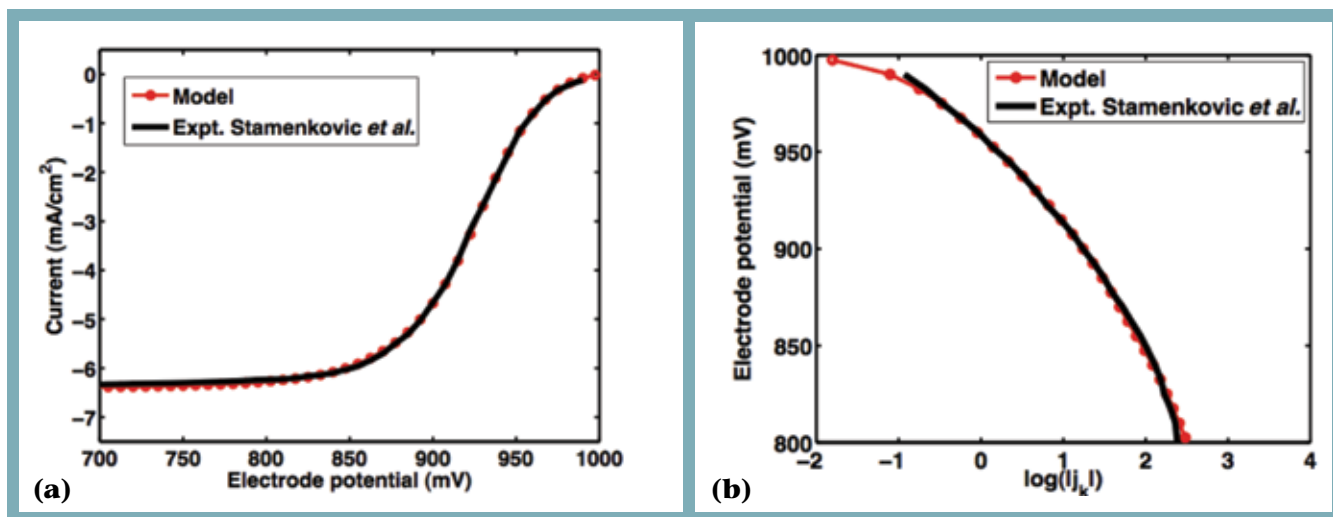 0
−1
−2
−3
−4
−5
−6
−7
Current (mA/cm²)
Model
Expt. Stamenkovic et al.
700 750 800 850 900 950 1000
Electrode potential (mV)
(a)
1000
950
900
850
800
Electrode potential (mV)
Model
Expt. Stamenkovic et al.
−2 −1 0 1 2 3 4
log(|jₖ|)
(b)